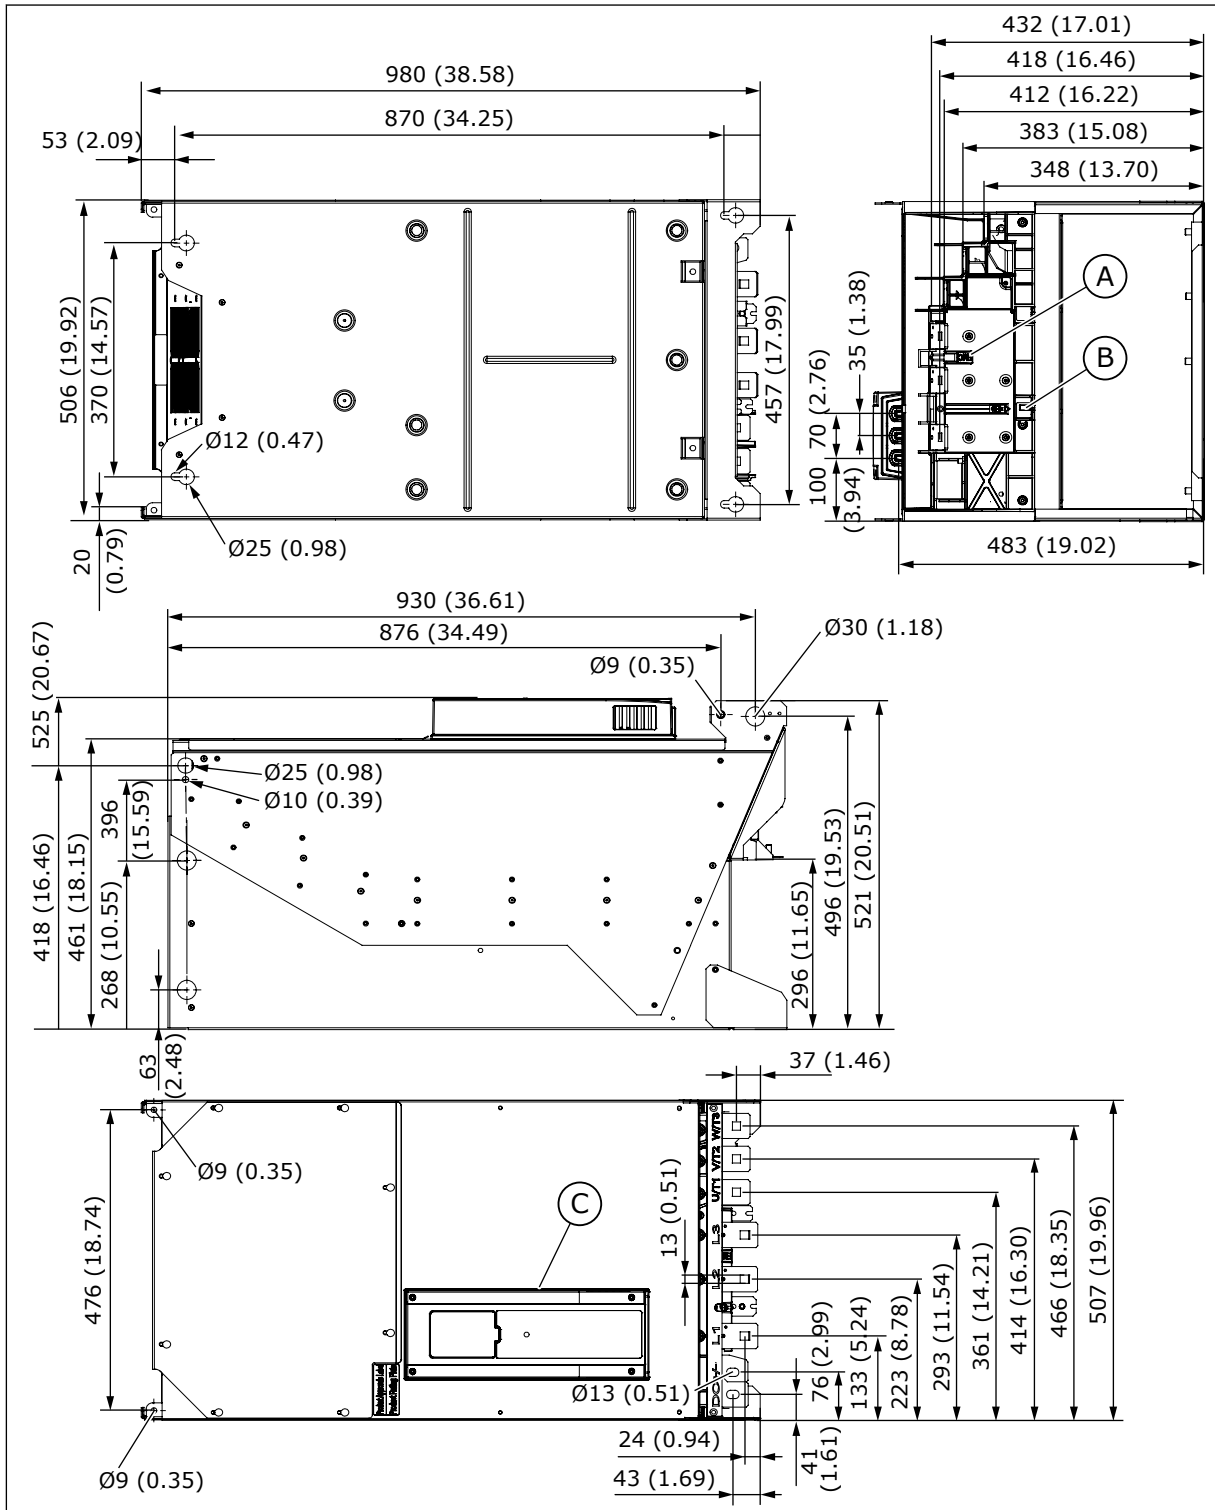 980 (38.58)
870 (34.25)
53 (2.09)
506 (19.92)
370 (14.57)
20
(0.79)
Ø12 (0.47)
Ø25 (0.98)
457 (17.99)
432 (17.01)
418 (16.46)
412 (16.22)
383 (15.08)
348 (13.70)
A
B
35 (1.38)
70 (2.76)
100
(3.94)
483 (19.02)
930 (36.61)
876 (34.49)
Ø30 (1.18)
Ø9 (0.35)
525 (20.67)
Ø25 (0.98)
Ø10 (0.39)
396
(15.59)
418 (16.46)
461 (18.15)
268 (10.55)
63
(2.48)
296 (11.65)
496 (19.53)
521 (20.51)
37 (1.46)
476 (18.74)
Ø9 (0.35)
Ø9 (0.35)
C
13 (0.51)
W/T3
V/T2
U/T1
L3
L2
L1
Ø13 (0.51)
24 (0.94)
43 (1.69)
41
(1.61)
76 (2.99)
133 (5.24)
223 (8.78)
293 (11.54)
361 (14.21)
414 (16.30)
466 (18.35)
507 (19.96)